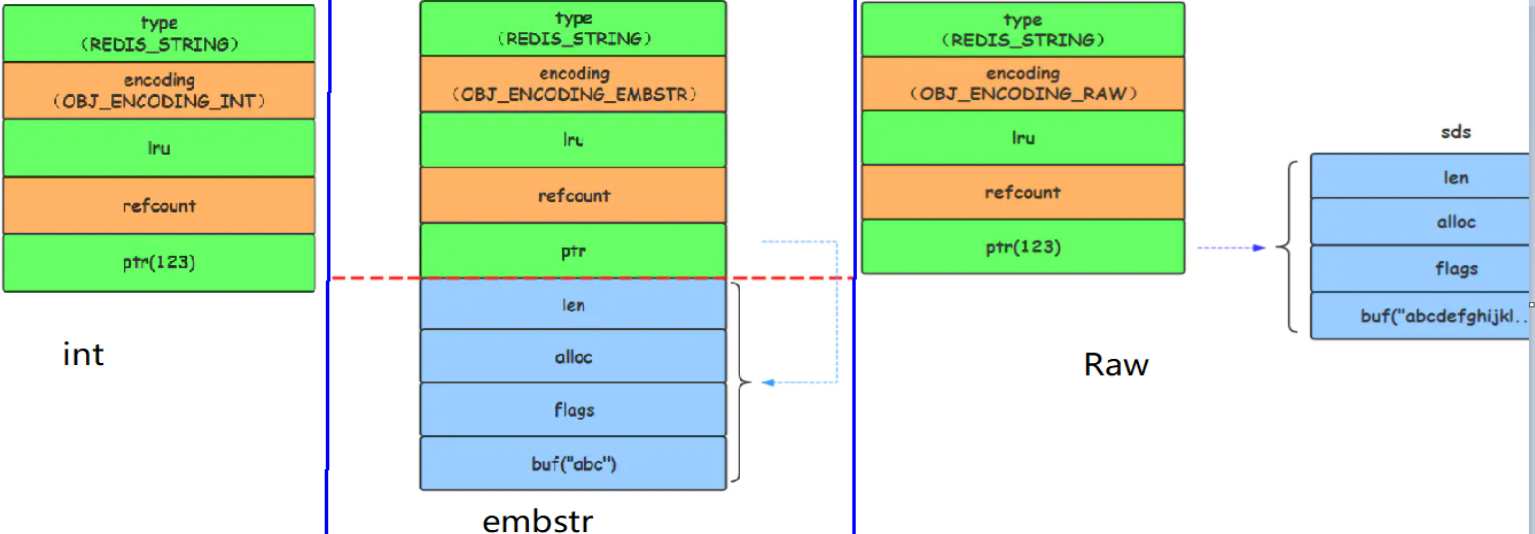 type
(REDIS_STRING)
encoding
(OBJ_ENCODING_INT)
lru
refcount
ptr(123)
int
type
(REDIS_STRING)
encoding
(OBJ_ENCODING_EMBSTR)
lru
refcount
ptr
len
alloc
flags
buf("abc")
embstr
type
(REDIS_STRING)
encoding
(OBJ_ENCODING_RAW)
lru
refcount
ptr(123)
sds
len
alloc
flags
buf("abcdefghijkl..
Raw